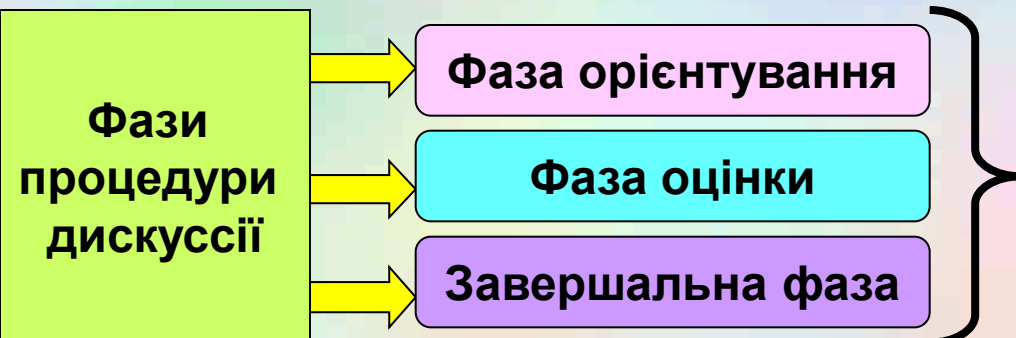 Фази
процедури
дискуссії
Фаза орієнтування
Фаза оцінки
Завершальна фаза